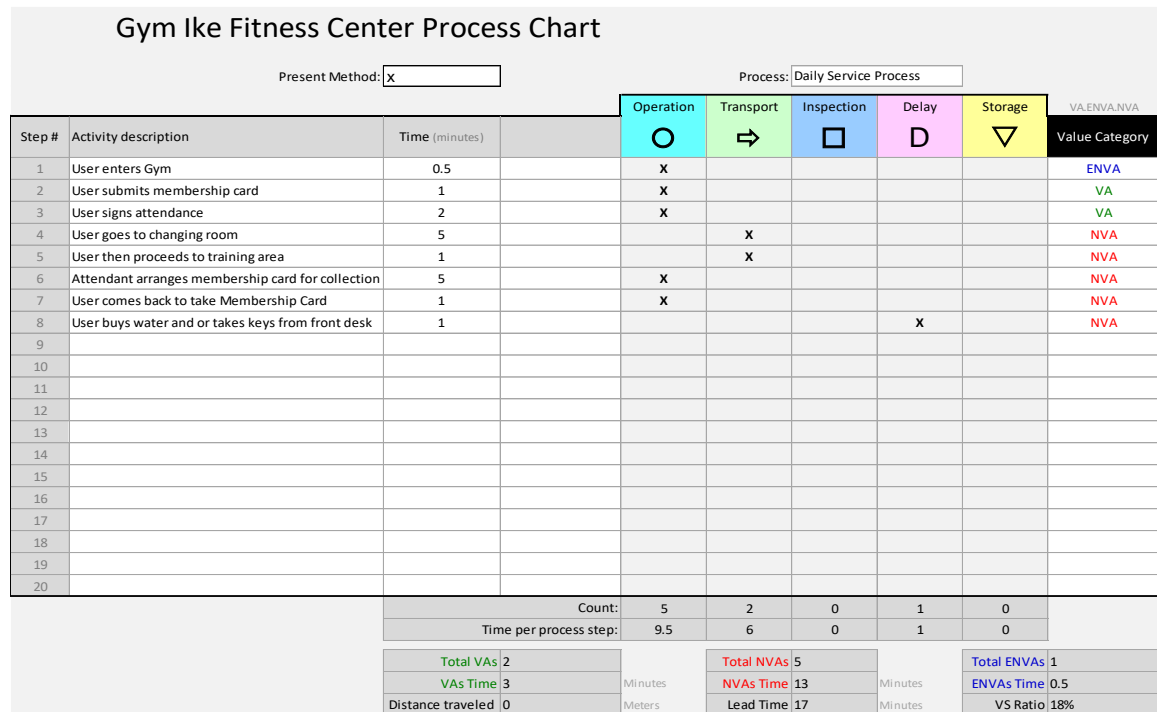 Gym Ike Fitness Center Process Chart
Present Method: x Process: Daily Service Process
Operation Transport Inspection Delay Storage VA.ENVA.NVA
Step # Activity description Time (minutes) D Value Category
1 User enters Gym 0.5 x ENVA
2 User submits membership card 1 x VA
3 User signs attendance 2 x VA
4 User goes to changing room 5 x NVA
5 User then proceeds to training area 1 x NVA
6 Attendant arranges membership card for collection 5 x NVA
7 User comes back to take Membership Card 1 x NVA
8 User buys water and or takes keys from front desk 1 x NVA
9
10
11
12
13
14
15
16
17
18
19
20
Count: 5 2 0 1 0
Time per process step: 9.5 6 0 1 0
Total VAs 2 Total NVAs 5 Total ENVAs 1
VAs Time 3 Minutes NVAs Time 13 Minutes ENVAs Time 0.5
Distance traveled 0 Meters Lead Time 17 Minutes VS Ratio 18%